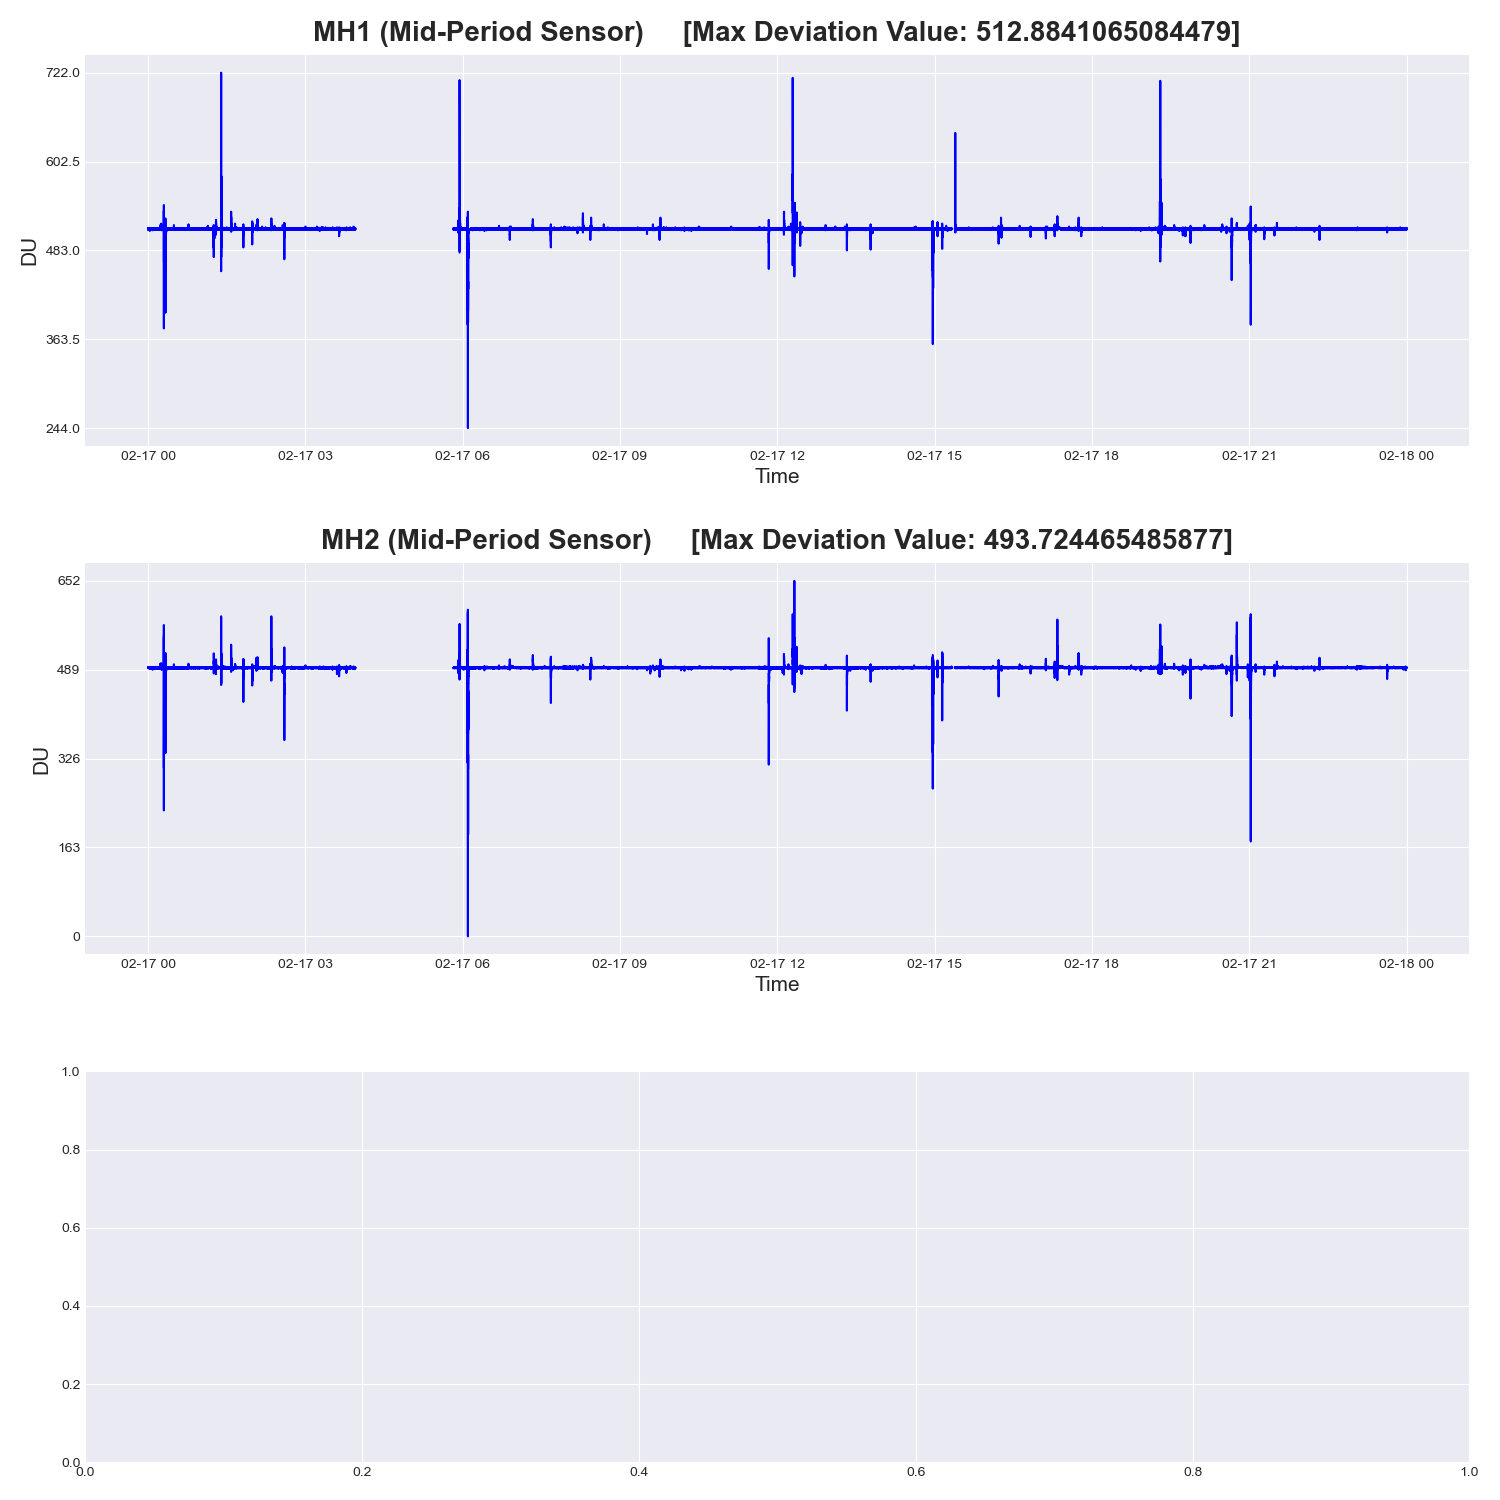 MH1 (Mid-Period Sensor) [Max Deviation Value: 512.8841065084479]
722.0
602.5
483.0
363.5
244.0
DU
02-17 00 02-17 03 02-17 06 02-17 09 02-17 12 02-17 15 02-17 18 02-17 21 02-18 00
Time
MH2 (Mid-Period Sensor) [Max Deviation Value: 493.724465485877]
652
489
326
163
0
DU
02-17 00 02-17 03 02-17 06 02-17 09 02-17 12 02-17 15 02-17 18 02-17 21 02-18 00
Time
1.0
0.8
0.6
0.4
0.2
0.0
0.0 0.2 0.4 0.6 0.8 1.0